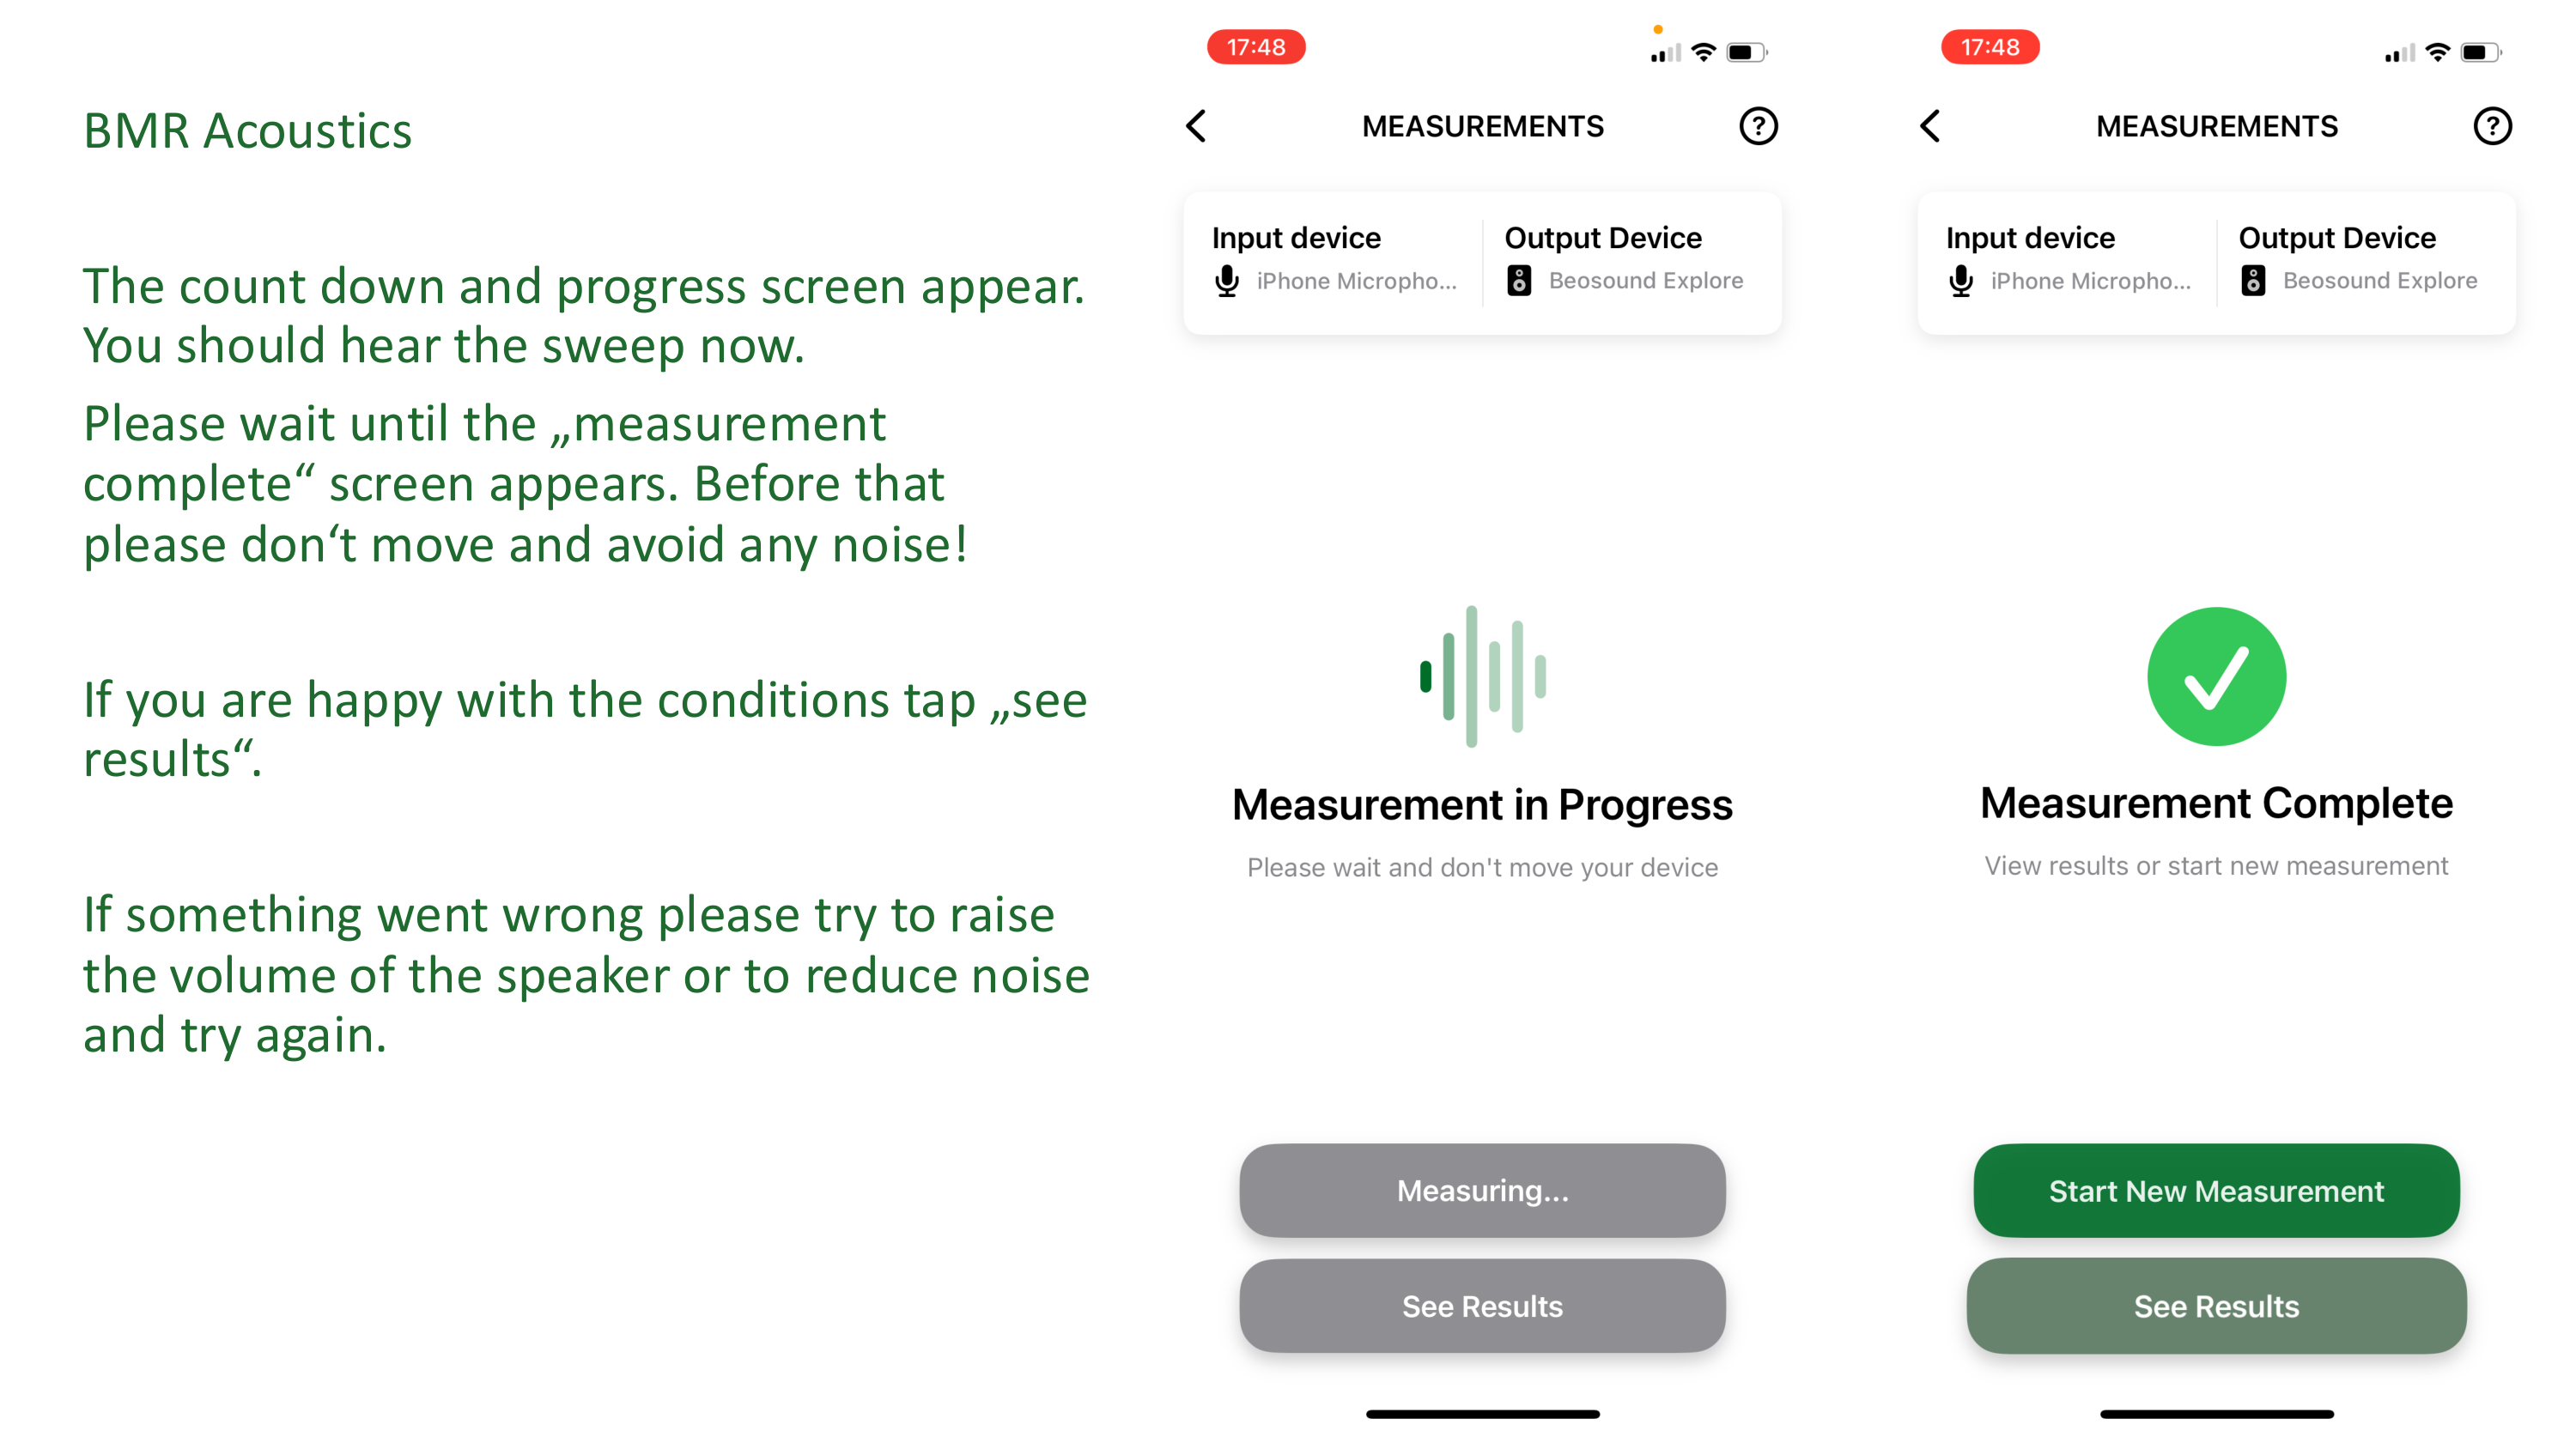 BMR Acoustics
The count down and progress screen appear.
You should hear the sweep now.
Please wait until the „measurement
complete“ screen appears. Before that
please don‘t move and avoid any noise!
If you are happy with the conditions tap „see
results“.
If something went wrong please try to raise
the volume of the speaker or to reduce noise
and try again.
17:48
MEASUREMENTS
?
Input device
iPhone Micropho...
Output Device
Beosound Explore
Measurement in Progress
Please wait and don't move your device
Measuring...
See Results
17:48
MEASUREMENTS
?
Input device
iPhone Micropho...
Output Device
Beosound Explore
Measurement Complete
View results or start new measurement
Start New Measurement
See Results